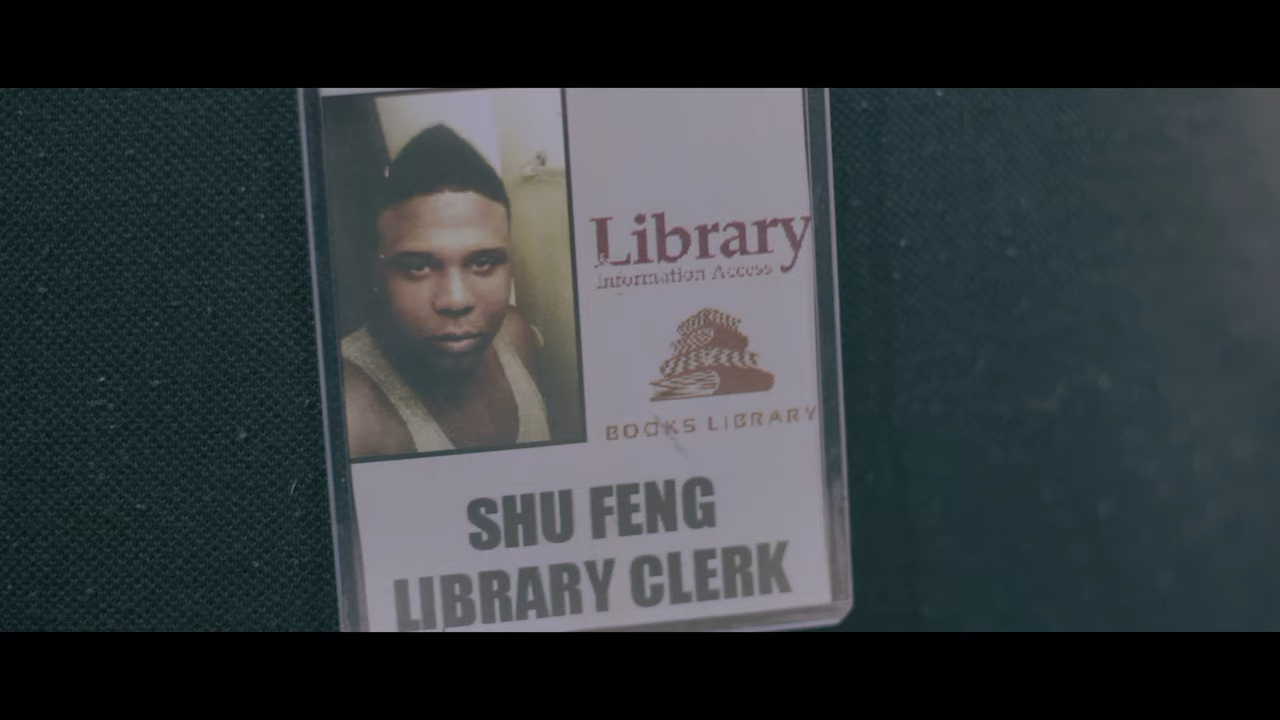 Library
Information Access
BOOKS LIBRARY
SHU FENG
LIBRARY CLERK